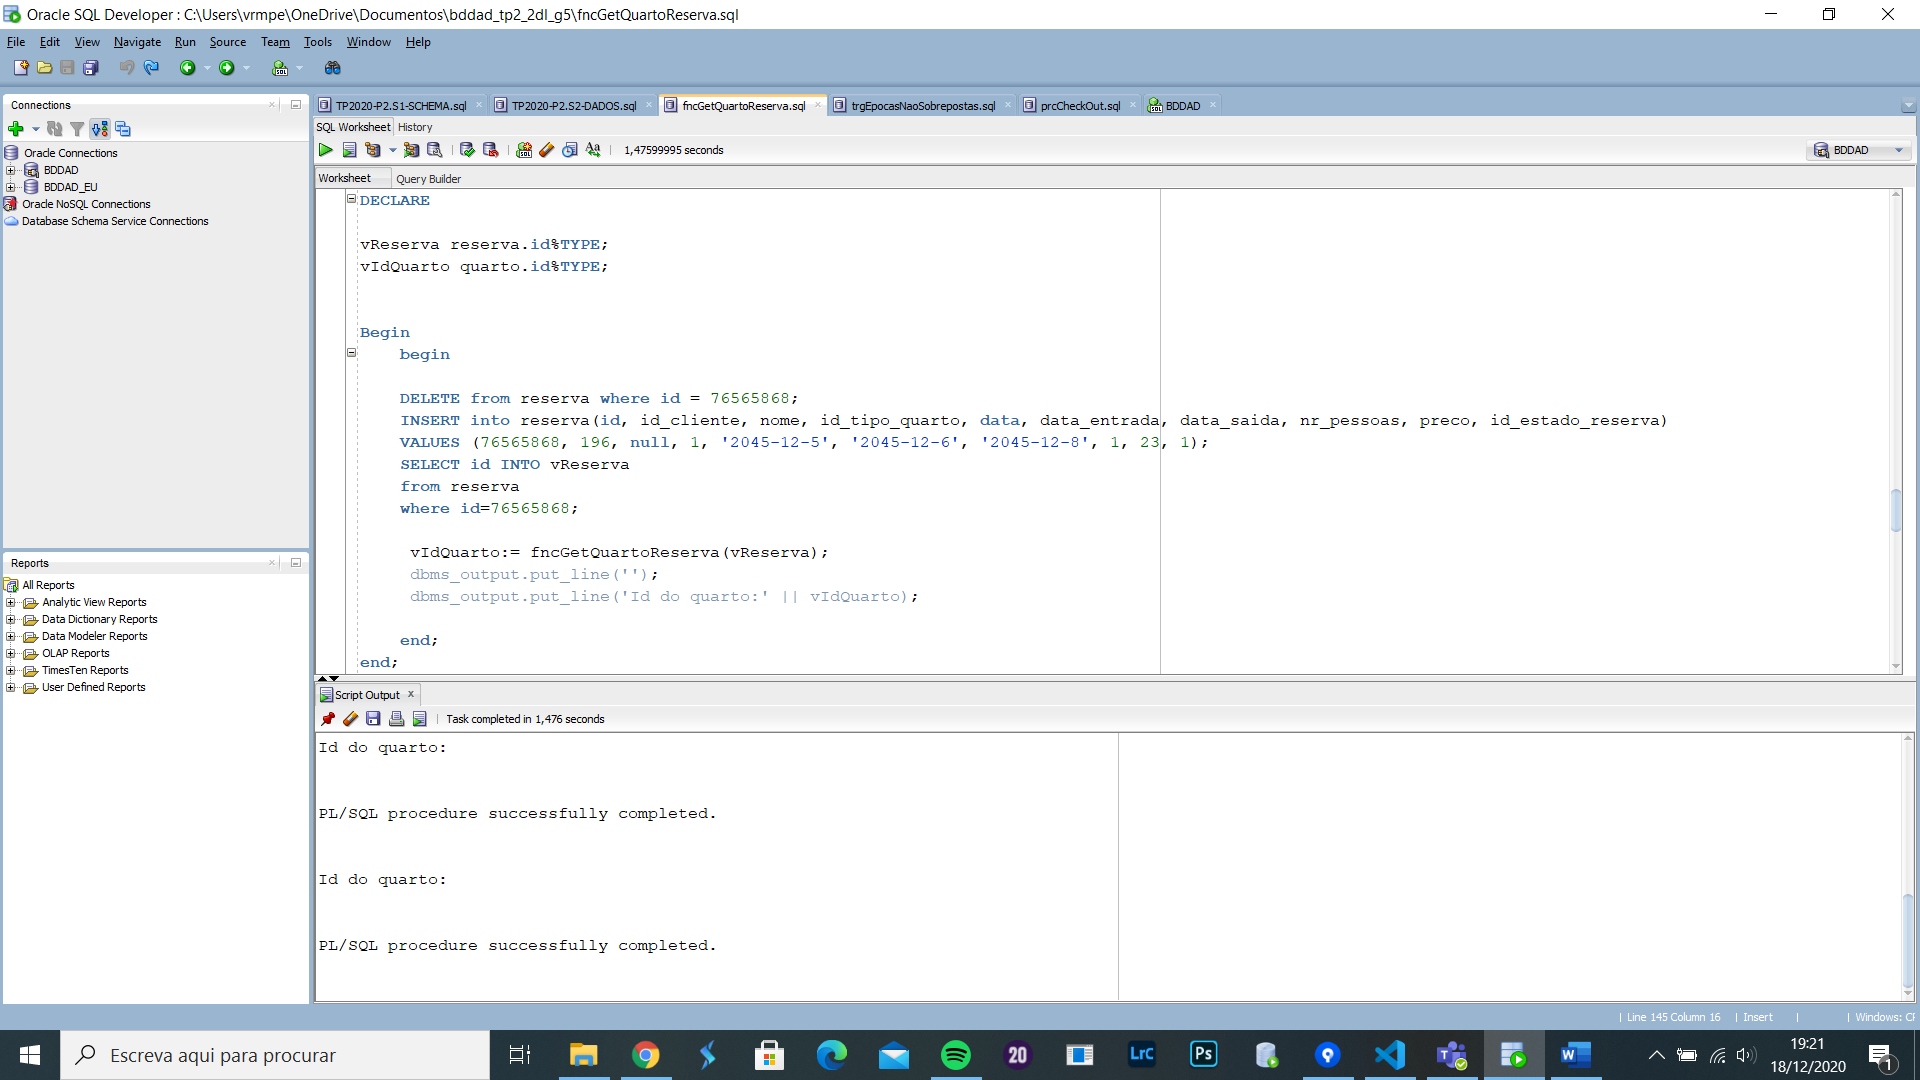 Oracle SQL Developer : C:\Users\vrmpe\OneDrive\Documentos\bddad_tp2_2dl_g5\fncGetQuartoReserva.sql
File Edit View Navigate Run Source Team Tools Window Help
Connections
Oracle Connections
BDDAD
BDDAD_EU
Oracle NoSQL Connections
Database Schema Service Connections
Reports
All Reports
Analytic View Reports
Data Dictionary Reports
Data Modeler Reports
OLAP Reports
TimesTen Reports
User Defined Reports
TP2020-P2.S1-SCHEMA.sql TP2020-P2.S2-DADOS.sql fncGetQuartoReserva.sql trgEpocasNaoSobrepostas.sql prcCheckOut.sql BDDAD
SQL Worksheet History
1,47599995 seconds
BDDAD
Worksheet Query Builder
DECLARE
vReserva reserva.id%TYPE;
vIdQuarto quarto.id%TYPE;
Begin
begin
DELETE from reserva where id = 76565868;
INSERT into reserva(id, id_cliente, nome, id_tipo_quarto, data, data_entrada, data_saida, nr_pessoas, preco, id_estado_reserva)
VALUES (76565868, 196, null, 1, '2045-12-5', '2045-12-6', '2045-12-8', 1, 23, 1);
SELECT id INTO vReserva
from reserva
where id=76565868;
vIdQuarto:= fncGetQuartoReserva(vReserva);
dbms_output.put_line('');
dbms_output.put_line('Id do quarto:' || vIdQuarto);
end;
end;
Script Output
Task completed in 1,476 seconds
Id do quarto:
PL/SQL procedure successfully completed.
Id do quarto:
PL/SQL procedure successfully completed.
Line 145 Column 16 Insert Windows: CF
Escreva aqui para procurar
20
LrC
Ps
19:21
18/12/2020
1